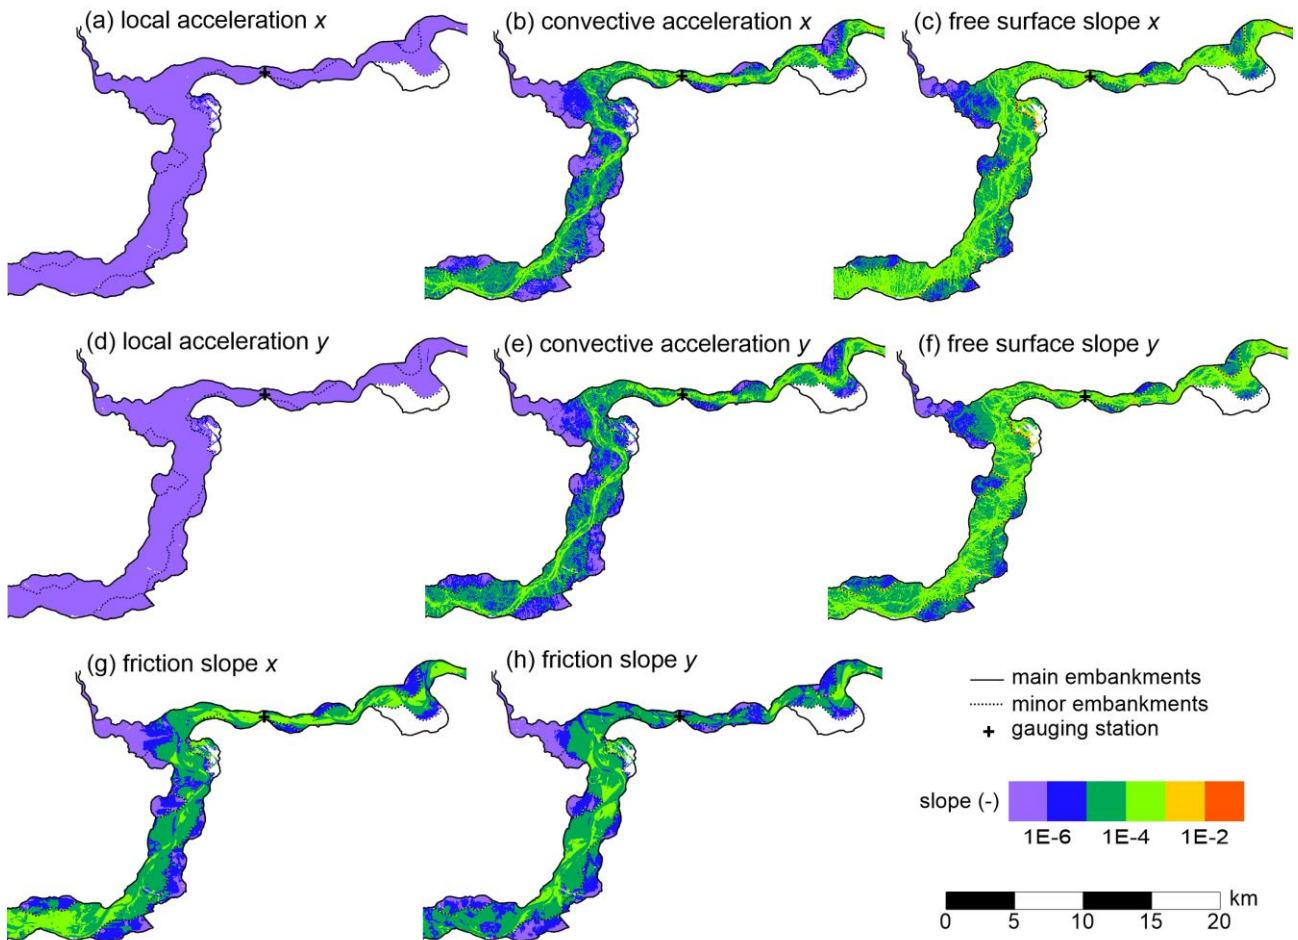 (a) local acceleration x
(b) convective acceleration x
(c) free surface slope x
(d) local acceleration y
(e) convective acceleration y
(f) free surface slope y
(g) friction slope x
(h) friction slope y
main embankments
minor embankments
gauging station
slope (-)
1E-6 1E-4 1E-2
km
0 5 10 15 20